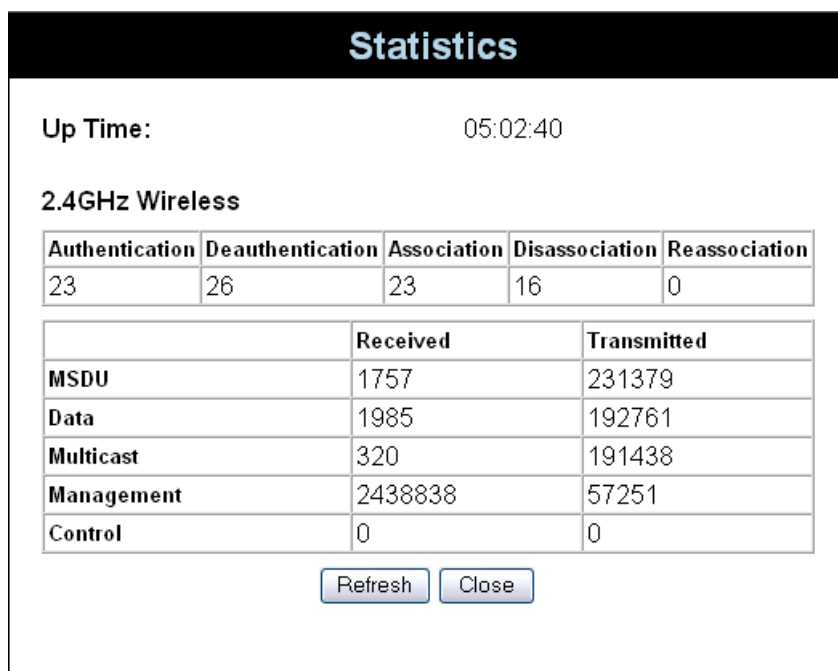 Statistics
Up Time: 05:02:40
2.4GHz Wireless
Authentication Deauthentication Association Disassociation Reassociation
23 26 23 16 0
Received Transmitted
MSDU 1757 231379
Data 1985 192761
Multicast 320 191438
Management 2438838 57251
Control 0 0
Refresh Close